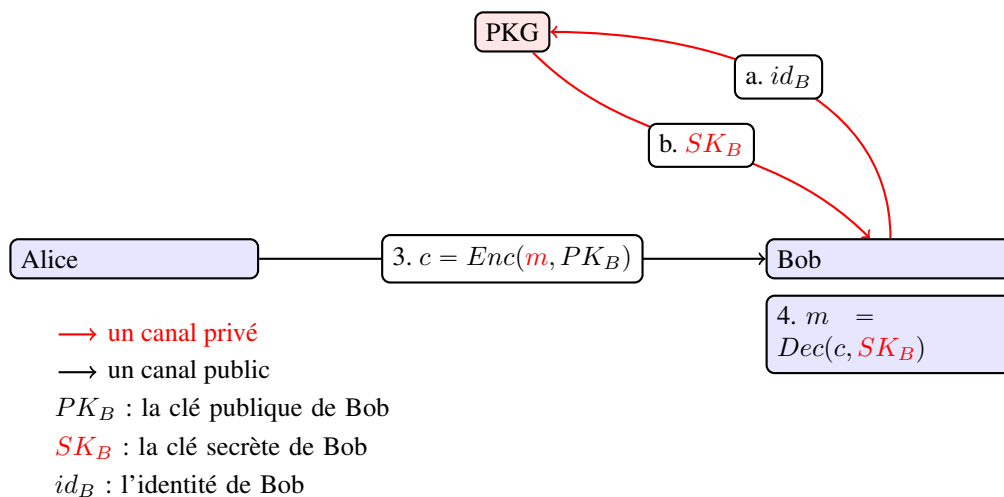 PKG
a. id_B
b. SK_B
Alice
3. c = Enc(m, PK_B)
Bob
4. m =
Dec(c, SK_B)
un canal privé
un canal public
PK_B : la clé publique de Bob
SK_B : la clé secrète de Bob
id_B : l'identité de Bob